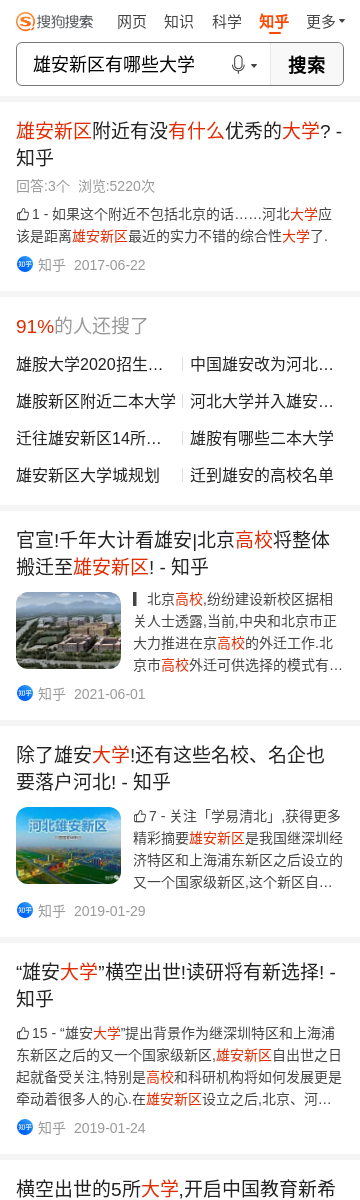 搜狗搜索 网页 知识 科学 知乎 更多
雄安新区有哪些大学 搜索
雄安新区附近有没有什么优秀的大学? -
知乎
回答:3个 浏览:5220次
1 - 如果这个附近不包括北京的话……河北大学应
该是距离雄安新区最近的实力不错的综合性大学了.
知乎 知乎 2017-06-22
91%的人还搜了
雄胺大学2020招生… 中国雄安改为河北…
雄胺新区附近二本大学 河北大学并入雄安…
迁往雄安新区14所… 雄胺有哪些二本大学
雄安新区大学城规划 迁到雄安的高校名单
官宣!千年大计看雄安|北京高校将整体
搬迁至雄安新区! - 知乎
▎北京高校,纷纷建设新校区据相
关人士透露,当前,中央和北京市正
大力推进在京高校的外迁工作.北
京市高校外迁可供选择的模式有…
知乎 知乎 2021-06-01
除了雄安大学!还有这些名校、名企也
要落户河北! - 知乎
河北雄安新区
7 - 关注「学易清北」,获得更多
精彩摘要雄安新区是我国继深圳经
济特区和上海浦东新区之后设立的
又一个国家级新区,这个新区自…
知乎 知乎 2019-01-29
“雄安大学”横空出世!读研将有新选择! -
知乎
15 - “雄安大学”提出背景作为继深圳特区和上海浦
东新区之后的又一个国家级新区,雄安新区自出世之日
起就备受关注,特别是高校和科研机构将如何发展更是
牵动着很多人的心.在雄安新区设立之后,北京、河…
知乎 知乎 2019-01-24
横空出世的5所大学,开启中国教育新希